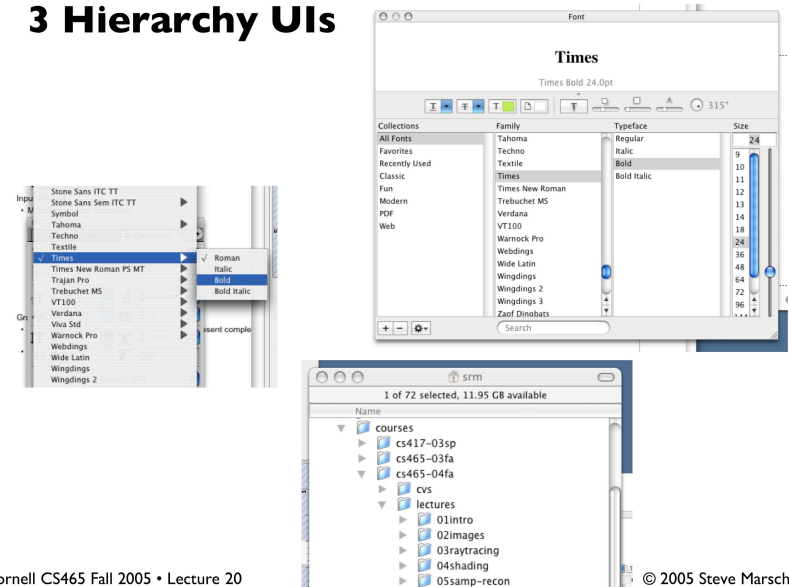 3 Hierarchy UIs
Font
Times
Times Bold 24.0pt
T T T T 315°
Collections Family Typeface Size
All Fonts
Favorites
Recently Used
Classic
Fun
Modern
PDF
Web
Tahoma
Techno
Textile
Times
Times New Roman
Trebuchet MS
Verdana
VT100
Warnock Pro
Webdings
Wide Latin
Wingdings
Wingdings 2
Wingdings 3
Zapf Dingbats
Regular
Italic
Bold
Bold Italic
24
9
10
11
12
13
14
18
24
36
48
64
72
96
144
+ − Search
Stone Sans ITC TT
Stone Sans Sem ITC TT
Symbol
Tahoma
Techno
Textile
✓ Times
Times New Roman PS MT
Trajan Pro
Trebuchet MS
VT100
Verdana
Viva Std
Warnock Pro
Webdings
Wide Latin
Wingdings
Wingdings 2
✓ Roman
Italic
Bold
Bold Italic
Inpu
• M
Gra
esent comple
srm
1 of 72 selected, 11.95 GB available
Name
courses
cs417-03sp
cs465-03fa
cs465-04fa
cvs
lectures
01intro
02images
03raytracing
04shading
05samp-recon
ornell CS465 Fall 2005 • Lecture 20
© 2005 Steve Marsch